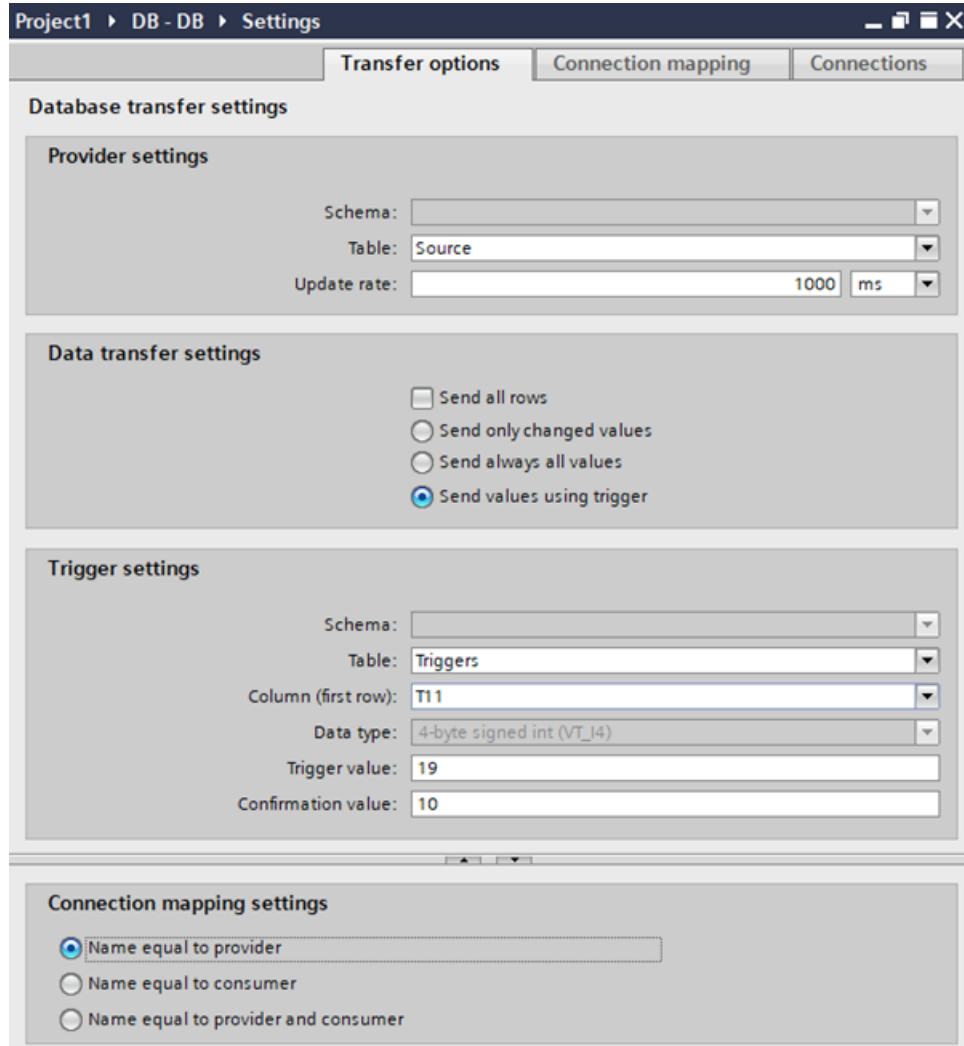 Project1 ▸ DB - DB ▸ Settings
Transfer options Connection mapping Connections
Database transfer settings
Provider settings
Schema:
Table: Source
Update rate: 1000 ms
Data transfer settings
Send all rows
Send only changed values
Send always all values
Send values using trigger
Trigger settings
Schema:
Table: Triggers
Column (first row): T11
Data type: 4-byte signed int (VT_I4)
Trigger value: 19
Confirmation value: 10
Connection mapping settings
Name equal to provider
Name equal to consumer
Name equal to provider and consumer